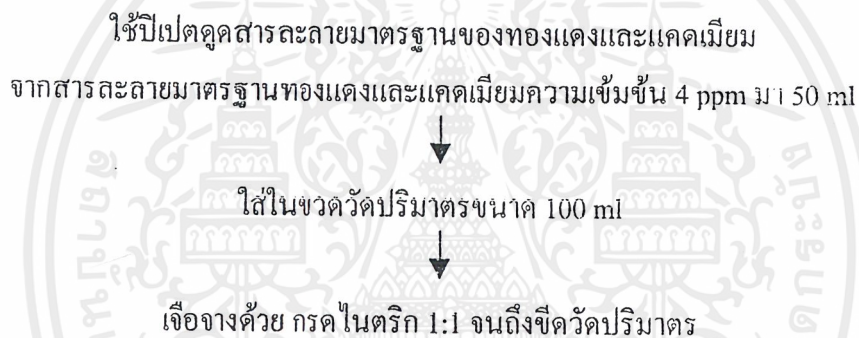 ใช้ปิเปตดูดสารละลายมาตรฐานของทองแดงและแคดเมียม
จากสารละลายมาตรฐานทองแดงและแคดเมียมความเข้มข้น 4 ppm มา 50 ml
ใส่ในขวดวัดปริมาตรขนาด 100 ml
เจือจางด้วย กรดไนตริก 1:1 จนถึงขีดวัดปริมาตร